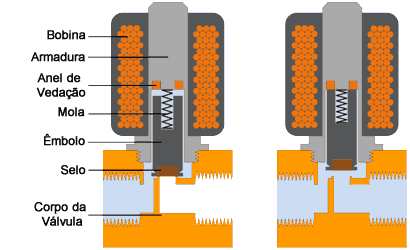 Bobina
Armadura
Anel de
Vedação
Mola
Êmbolo
Selo
Corpo da
Válvula